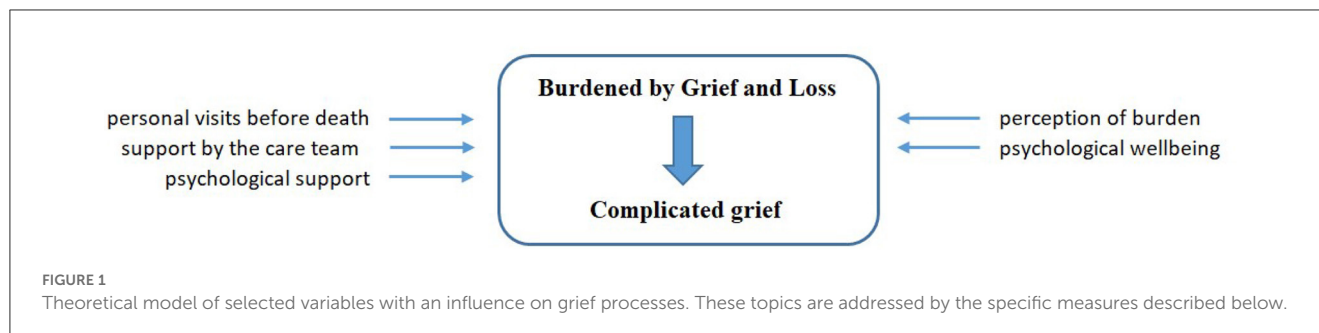 Burdened by Grief and Loss
personal visits before death
support by the care team
psychological support
perception of burden
psychological wellbeing
Complicated grief
FIGURE 1
Theoretical model of selected variables with an influence on grief processes. These topics are addressed by the specific measures described below.